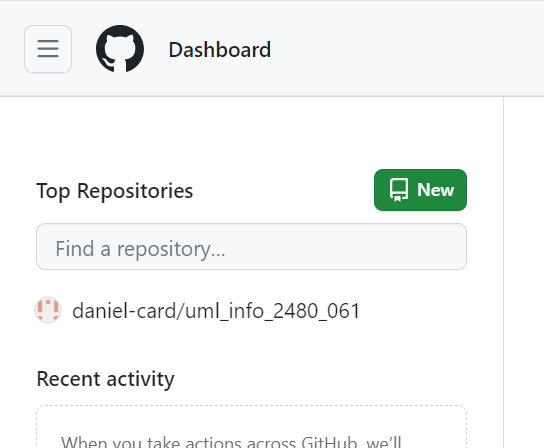 Dashboard
Top Repositories
New
Find a repository...
daniel-card/uml_info_2480_061
Recent activity
When you take actions across GitHub, we'll